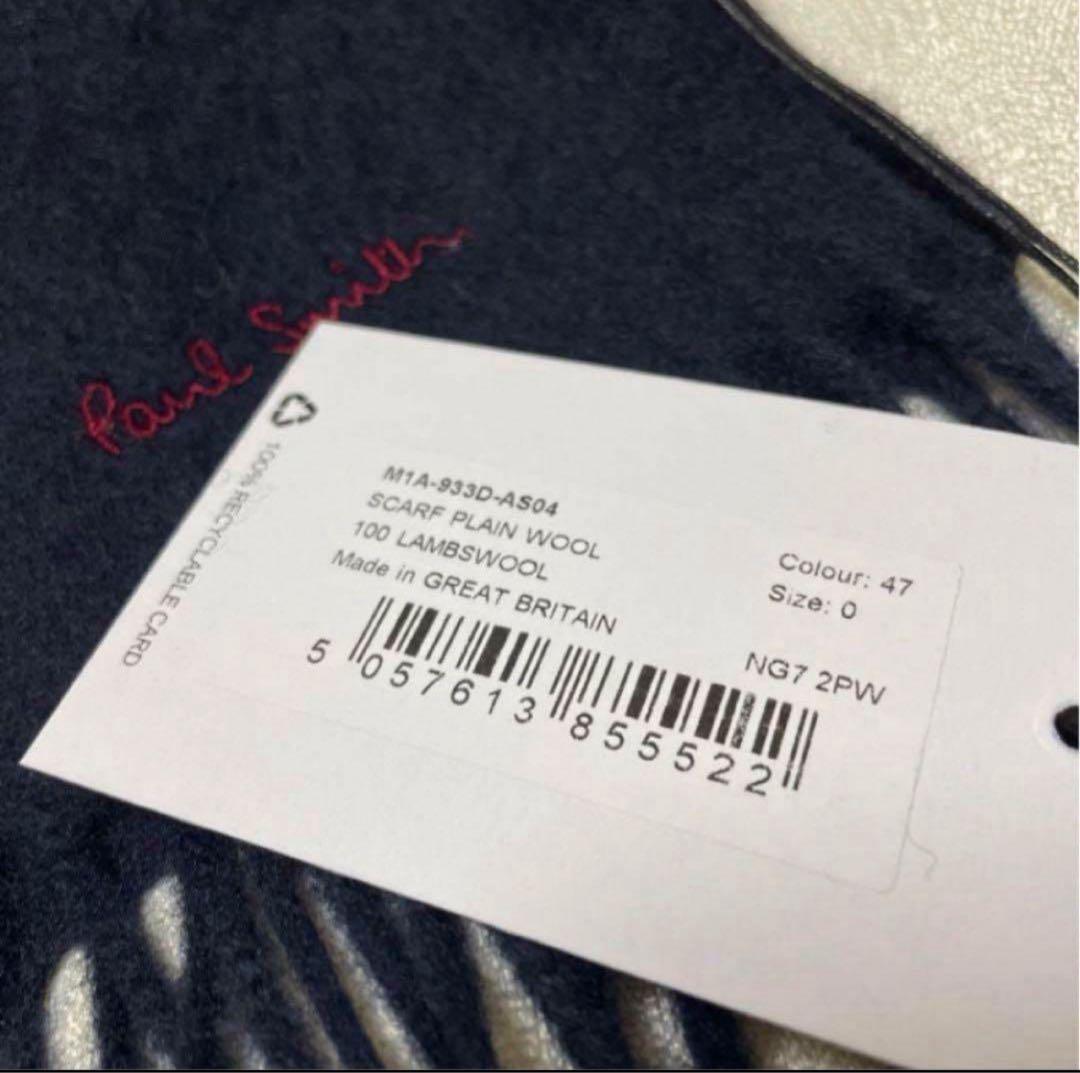 Paul Smith
100% RECYCLABLE CARD
M1A-933D-AS04
SCARF PLAIN WOOL
100 LAMBSWOOL
Made in GREAT BRITAIN
Colour: 47
Size: 0
NG7 2PW
5 057613 855522